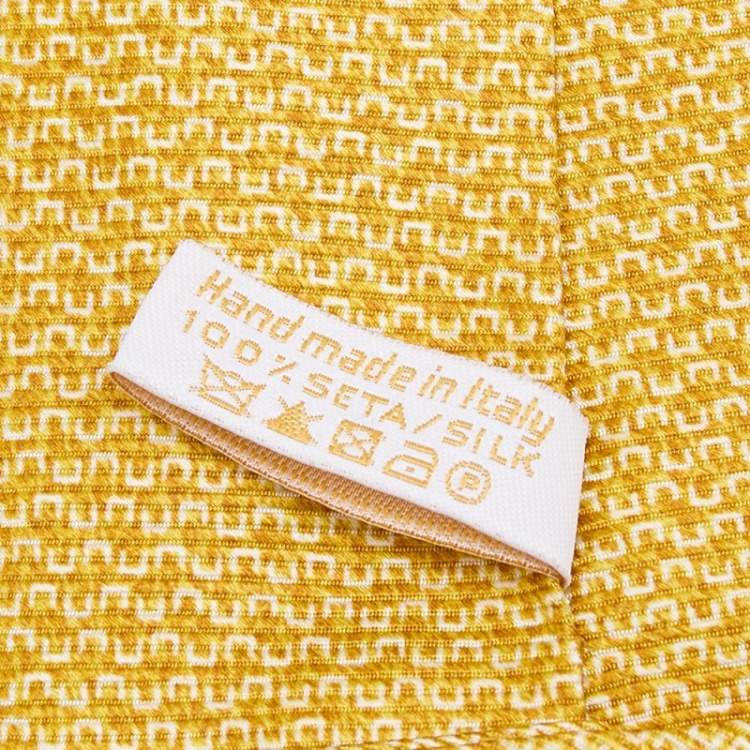 Hand made in Italy
100% SETA/SILK
P